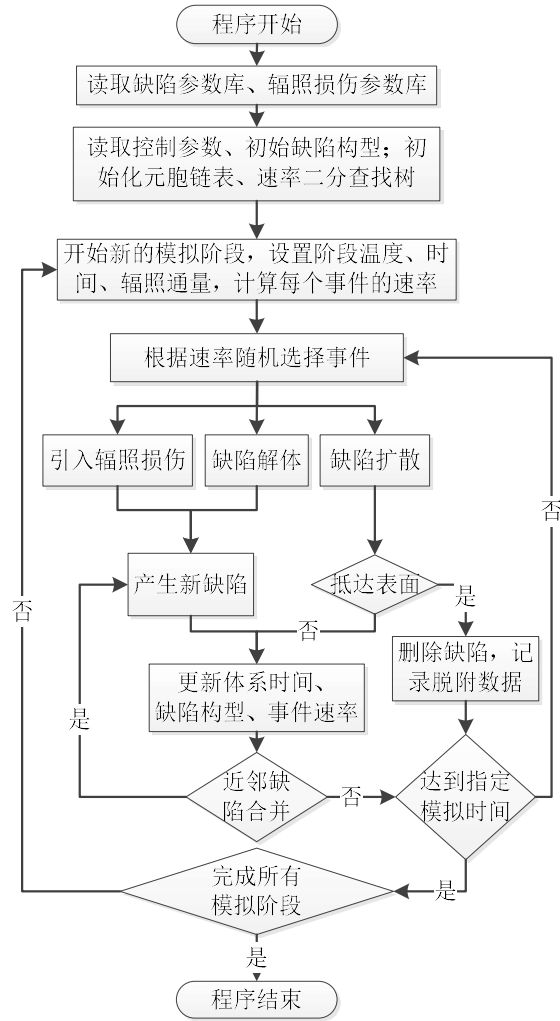 程序开始
读取缺陷参数库、辐照损伤参数库
读取控制参数、初始缺陷构型；初
始化元胞链表、速率二分查找树
开始新的模拟阶段，设置阶段温度、时
间、辐照通量，计算每个事件的速率
根据速率随机选择事件
引入辐照损伤
缺陷解体
缺陷扩散
否
产生新缺陷
抵达表面
是
否
否
删除缺陷，记
录脱附数据
更新体系时间、
缺陷构型、事件速率
是
近邻缺
陷合并
否
达到指定
模拟时间
完成所有
模拟阶段
是
是
程序结束